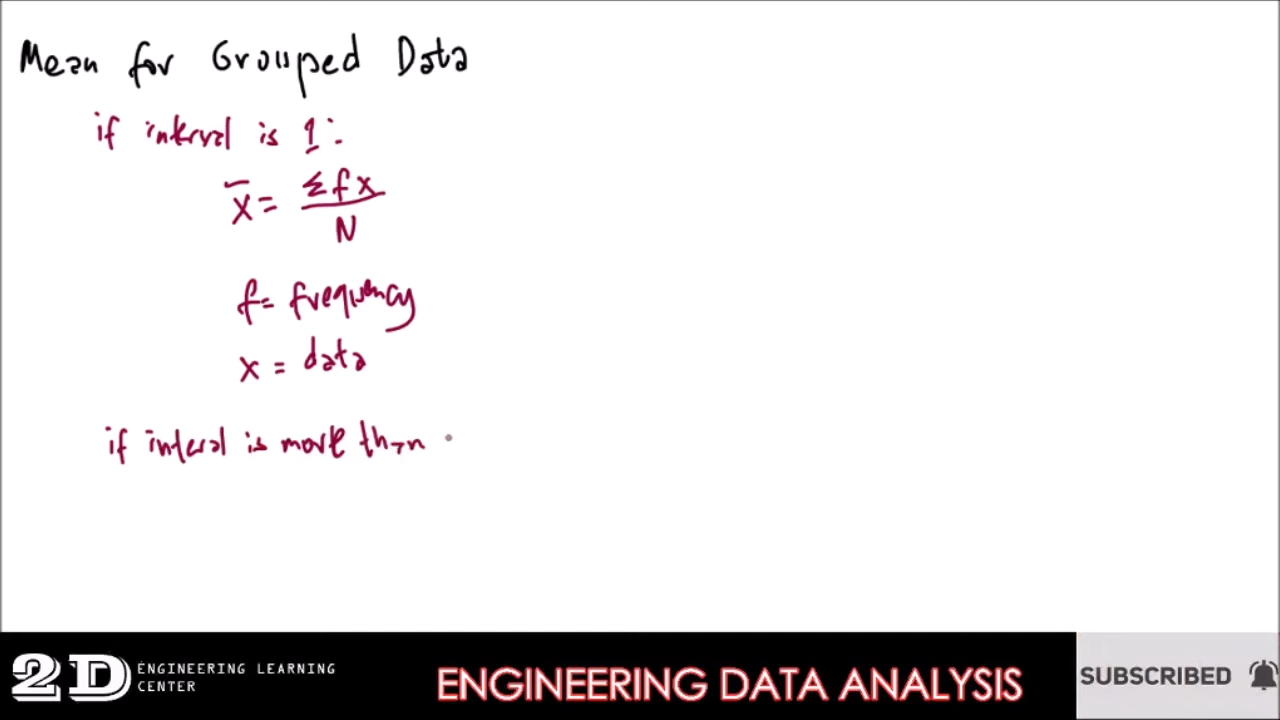 Mean for Grouped Data
if interval is 1:
x̄ = Σfx
N
f = frequency
x = data
if interal is more than
2D ENGINEERING LEARNING
CENTER
ENGINEERING DATA ANALYSIS
SUBSCRIBED